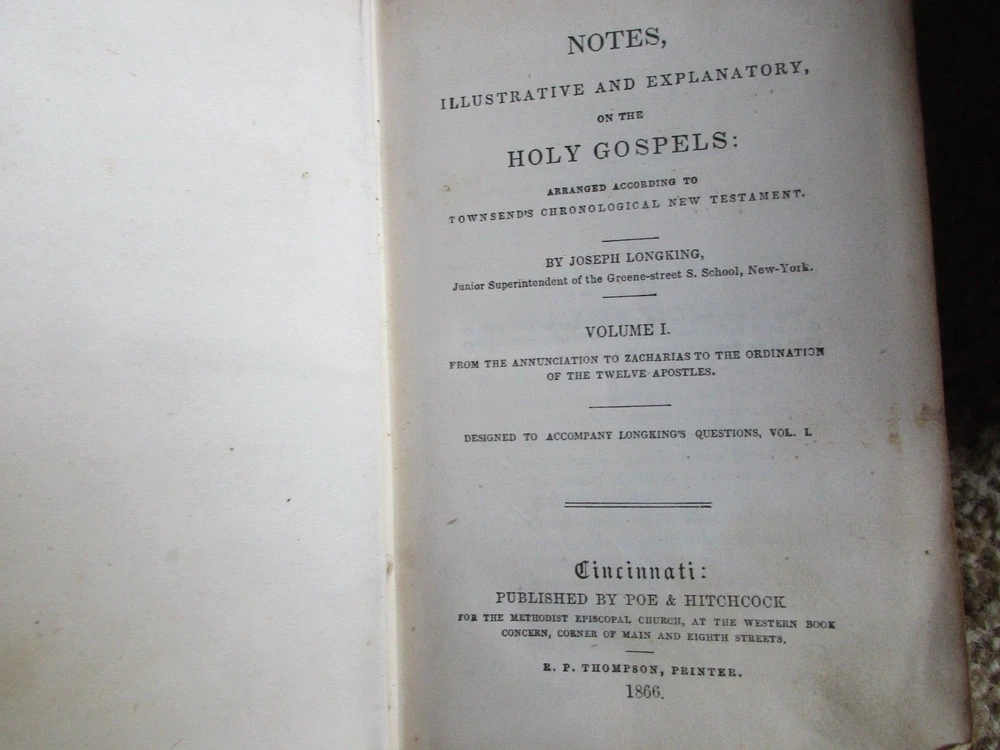 NOTES,
ILLUSTRATIVE AND EXPLANATORY,
ON THE
HOLY GOSPELS:
ARRANGED ACCORDING TO
TOWNSEND'S CHRONOLOGICAL NEW TESTAMENT.
BY JOSEPH LONGKING,
Junior Superintendent of the Greene-street S. School, New-York.
VOLUME I.
FROM THE ANNUNCIATION TO ZACHARIAS TO THE ORDINATION
OF THE TWELVE APOSTLES.
DESIGNED TO ACCOMPANY LONGKING'S QUESTIONS, VOL. I.
Cincinnati:
PUBLISHED BY POE & HITCHCOCK
FOR THE METHODIST EPISCOPAL CHURCH, AT THE WESTERN BOOK
CONCERN, CORNER OF MAIN AND EIGHTH STREETS.
R. P. THOMPSON, PRINTER.
1866.